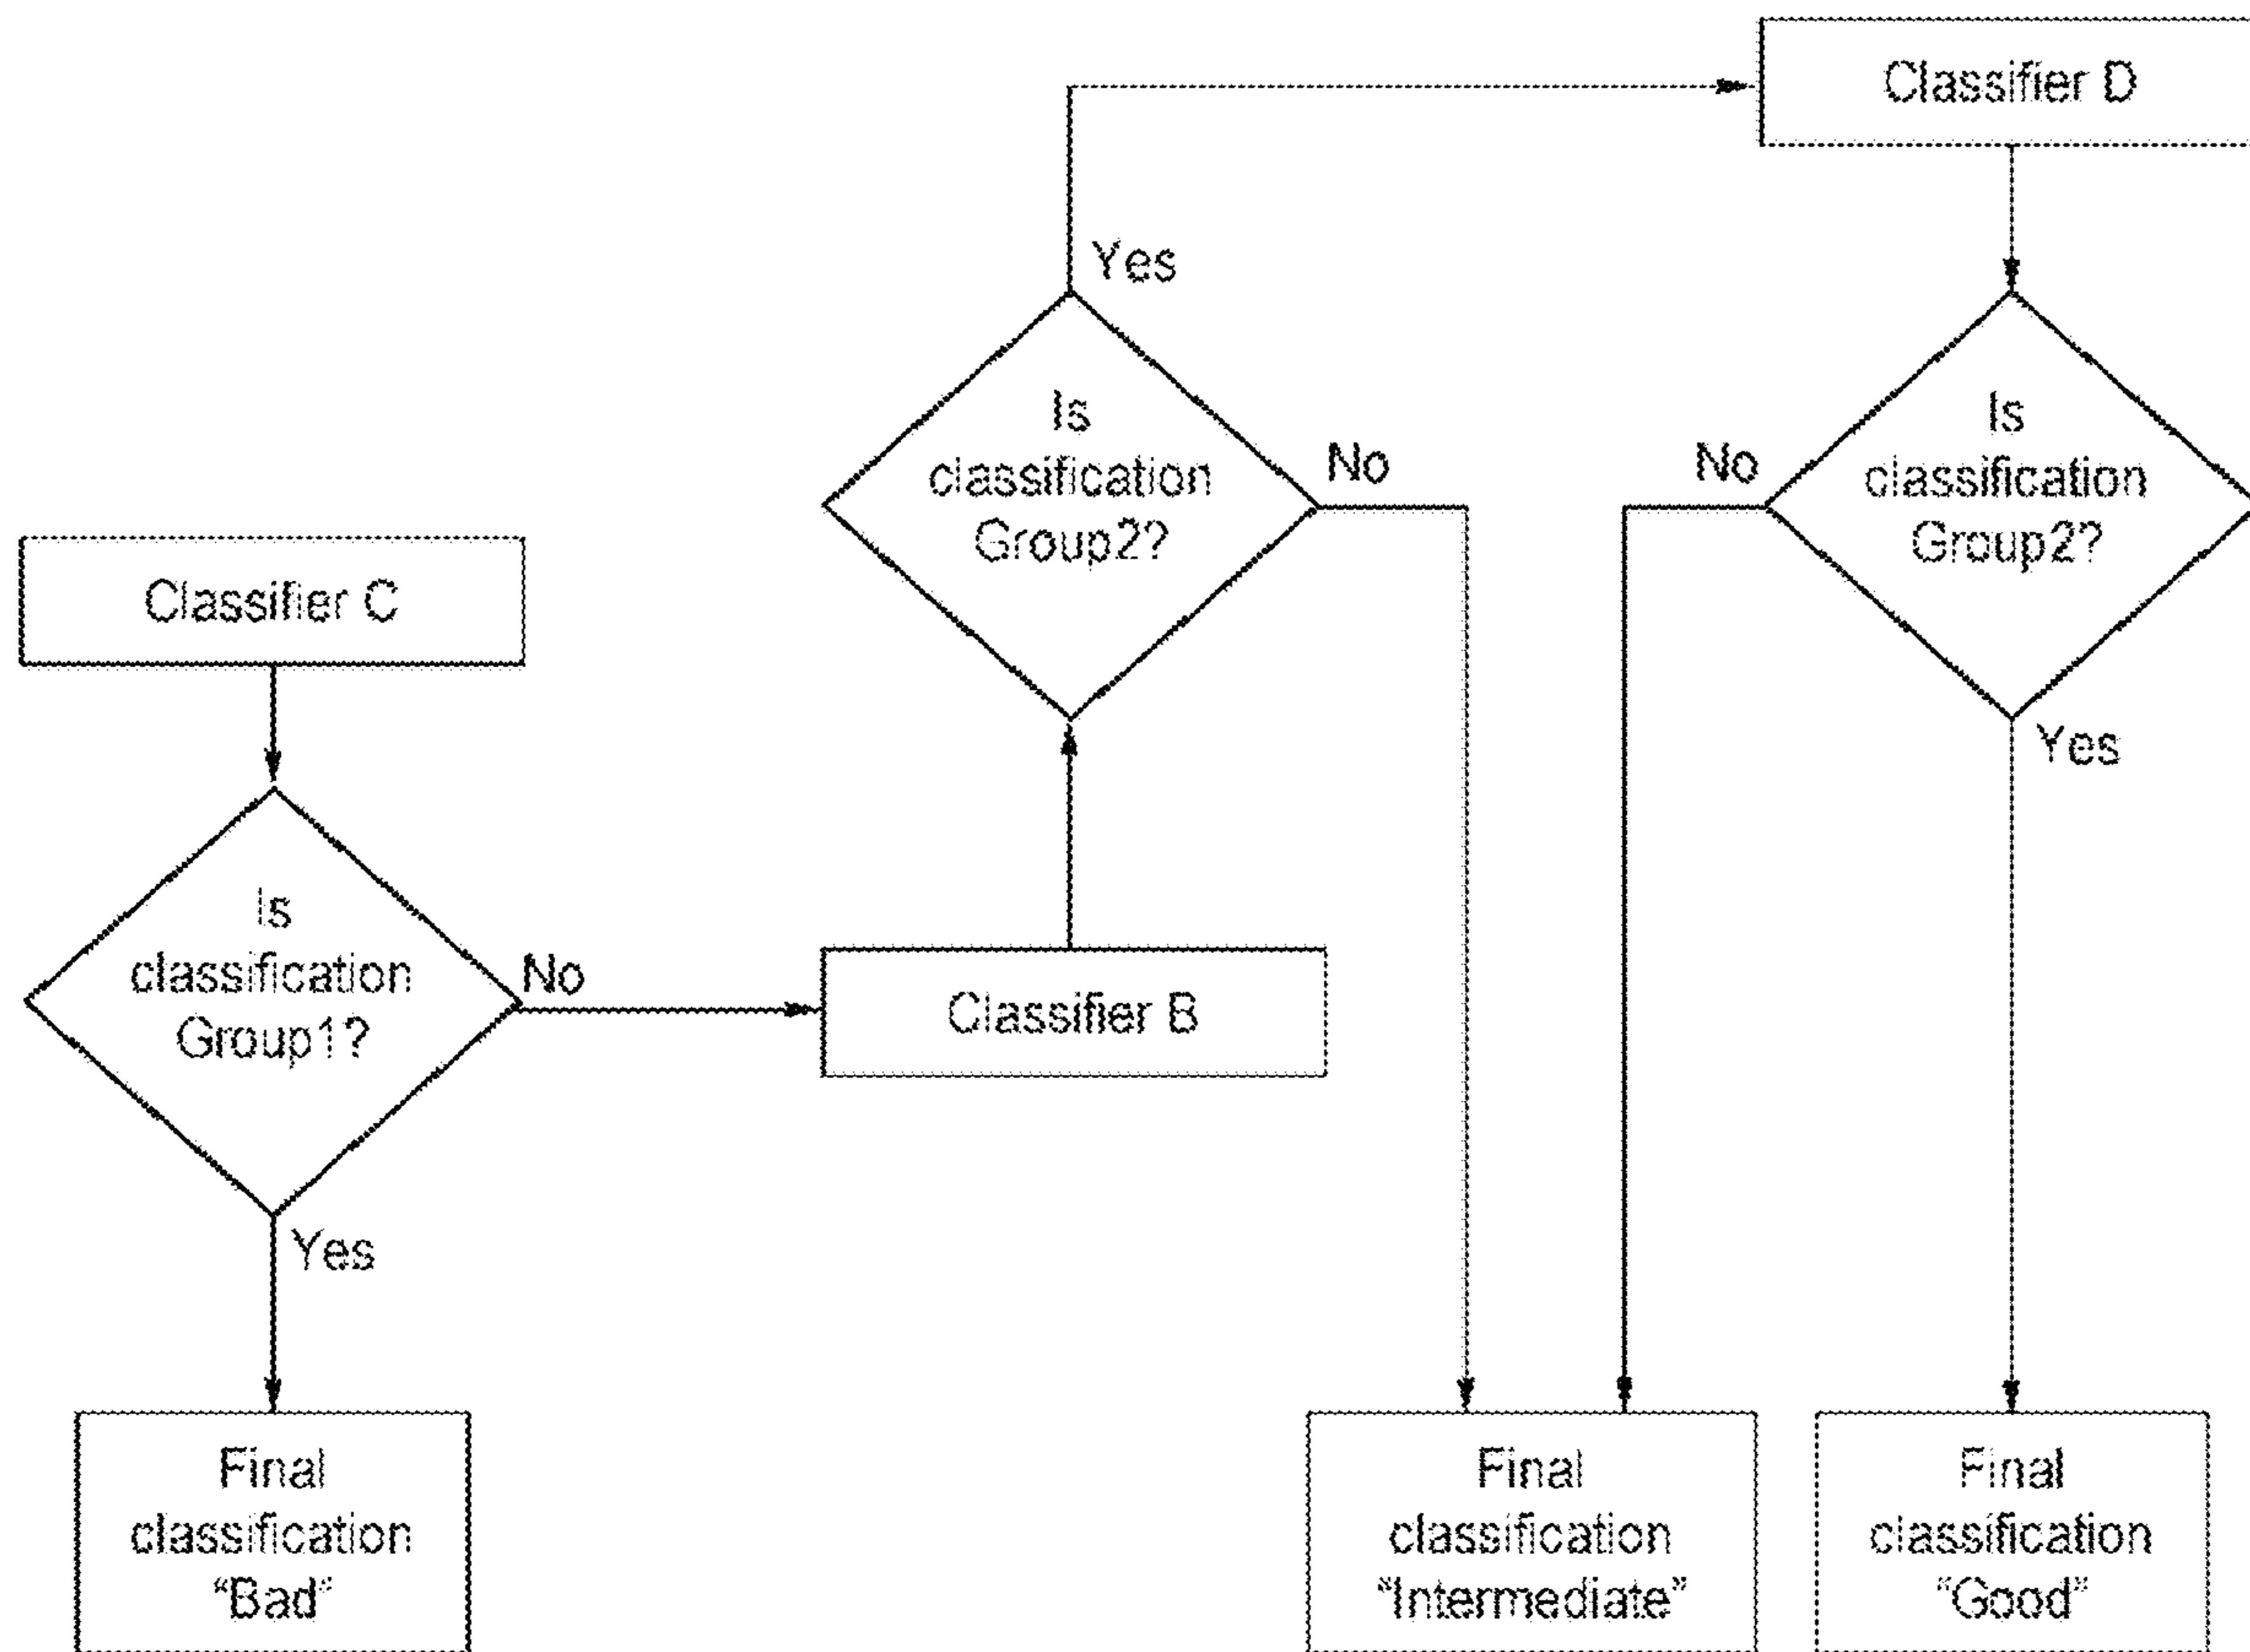 Classifier D
Yes
Is
classification
Group2?
No
No
Is
classification
Group2?
Yes
Classifier C
Is
classification
Group1?
No
Classifier B
Yes
Final
classification
“Bad”
Final
classification
“Intermediate”
Final
classification
“Good”